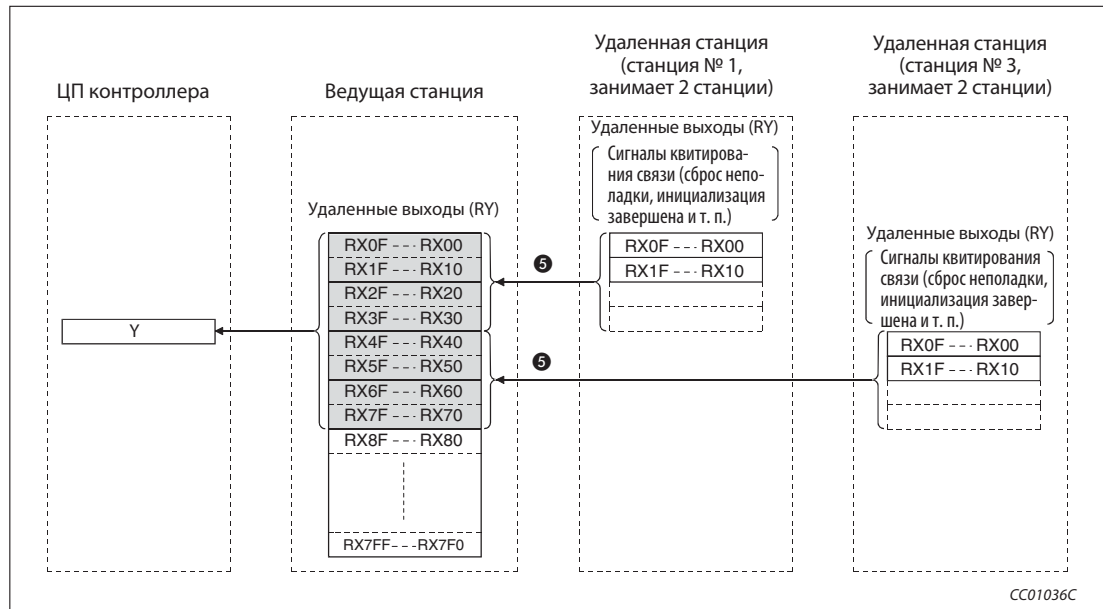 ЦП контроллера
Ведущая станция
Удаленная станция
(станция № 1,
занимает 2 станции)
Удаленная станция
(станция № 3,
занимает 2 станции)
Удаленные выходы (RY)
Сигналы квитирова-
ния связи (сброс непо-
ладки, инициализация
завершена и т. п.)
Удаленные выходы (RY)
Удаленные выходы (RY)
Сигналы квитирования
связи (сброс неполадки,
инициализация завер-
шена и т. п.)
RX0F - - - RX00
RX1F - - - RX10
RX2F - - - RX20
RX3F - - - RX30
RX4F - - - RX40
RX5F - - - RX50
RX6F - - - RX60
RX7F - - - RX70
RX8F - - - RX80
RX7FF - - - RX7F0
Y
❺
❺
RX0F - - - RX00
RX1F - - - RX10
RX0F - - - RX00
RX1F - - - RX10
CC01036C